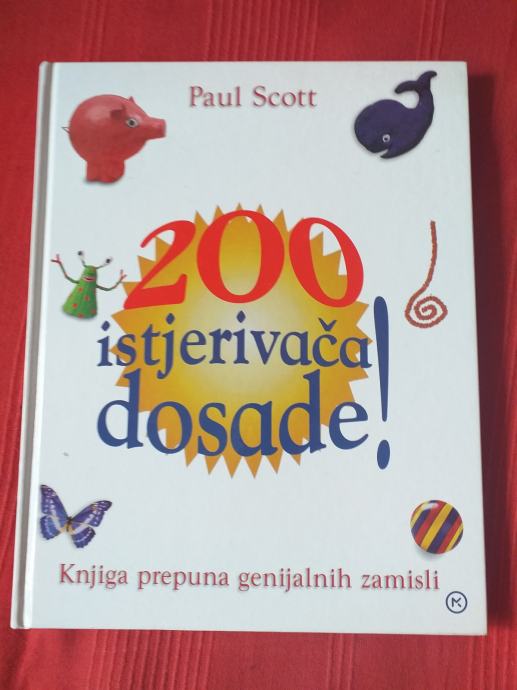 Paul Scott
200
istjerivača
dosade!
Knjiga prepuna genijalnih zamisli
M